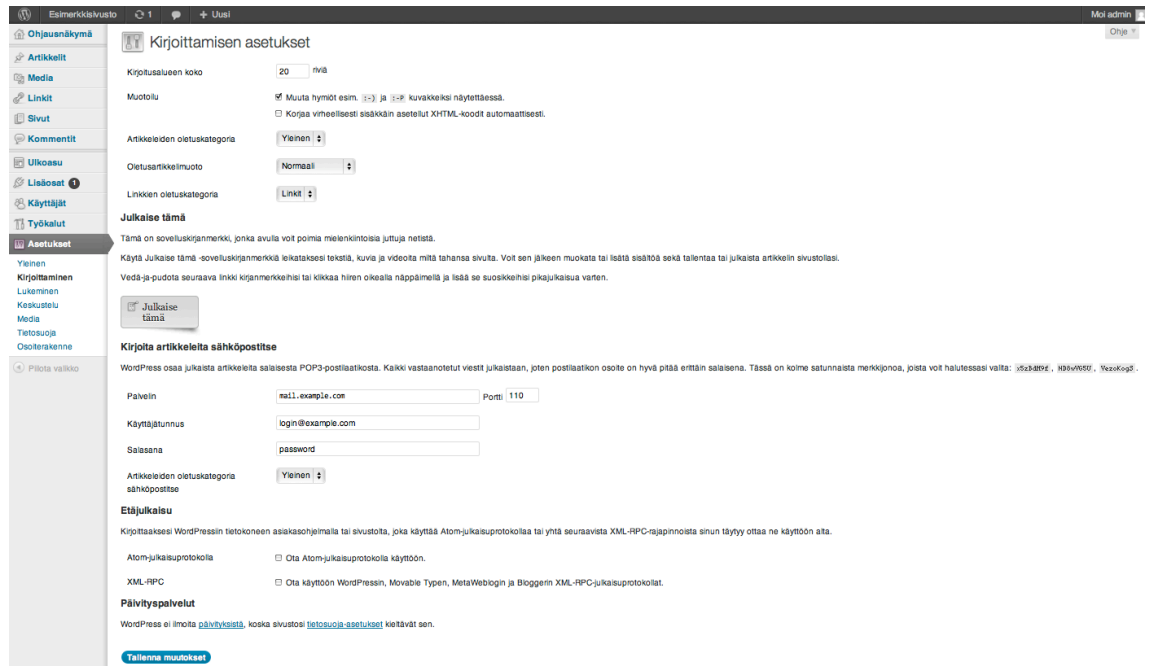 Esimerkkisivusto 1 + Uusi Moi admin
Ohje
Ohjausnäkymä
Artikkelit
Media
Linkit
Sivut
Kommentit
Ulkoasu
Lisäosat 1
Käyttäjät
Työkalut
Asetukset
Yleinen
Kirjoittaminen
Lukeminen
Keskustelu
Media
Tietosuoja
Osoiterakenne
Piilota valikko
Kirjoittamisen asetukset
Kirjoitusalueen koko 20 riviä
Muotoilu Muuta hymiöt esim. :-) ja :-P kuvakkeiksi näytettäessä.
Korjaa virheellisesti sisäkkäin asetellut XHTML-koodit automaattisesti.
Artikkeleiden oletuskategoria Yleinen
Oletusartikkelimuoto Normaali
Linkkien oletuskategoria Linkit
Julkaise tämä
Tämä on sovelluskirjanmerkki, jonka avulla voit poimia mielenkiintoisia juttuja netistä.
Käytä Julkaise tämä -sovelluskirjanmerkkiä leikataksesi tekstiä, kuvia ja videoita miltä tahansa sivulta. Voit sen jälkeen muokata tai lisätä sisältöä sekä tallentaa tai julkaista artikkelin sivustollasi.
Vedä-ja-pudota seuraava linkki kirjanmerkkeihisi tai klikkaa hiiren oikealla näppäimellä ja lisää se suosikkeihisi pikajulkaisua varten.
Julkaise
tämä
Kirjoita artikkeleita sähköpostitse
WordPress osaa julkaista artikkeleita salaisesta POP3-postilaatikosta. Kaikki vastaanotetut viestit julkaistaan, joten postilaatikon osoite on hyvä pitää erittäin salaisena. Tässä on kolme satunnaista merkkijonoa, joista voit halutessasi valita:
Palvelin mail.example.com Portti 110
Käyttäjätunnus login@example.com
Salasana password
Artikkeleiden oletuskategoria Yleinen
sähköpostitse
Etäjulkaisu
Kirjoittaaksesi WordPressiin tietokoneen asiakasohjelmalla tai sivustolta, joka käyttää Atom-julkaisuprotokollaa tai yhtä seuraavista XML-RPC-rajapinnoista sinun täytyy ottaa ne käyttöön alta.
Atom-julkaisuprotokolla Ota Atom-julkaisuprotokolla käyttöön.
XML-RPC Ota käyttöön WordPressin, Movable Typen, MetaWeblogin ja Bloggerin XML-RPC-julkaisuprotokollat.
Päivityspalvelut
WordPress ei ilmoita päivityksistä, koska sivustosi tietosuoja-asetukset kieltävät sen.
Tallenna muutokset